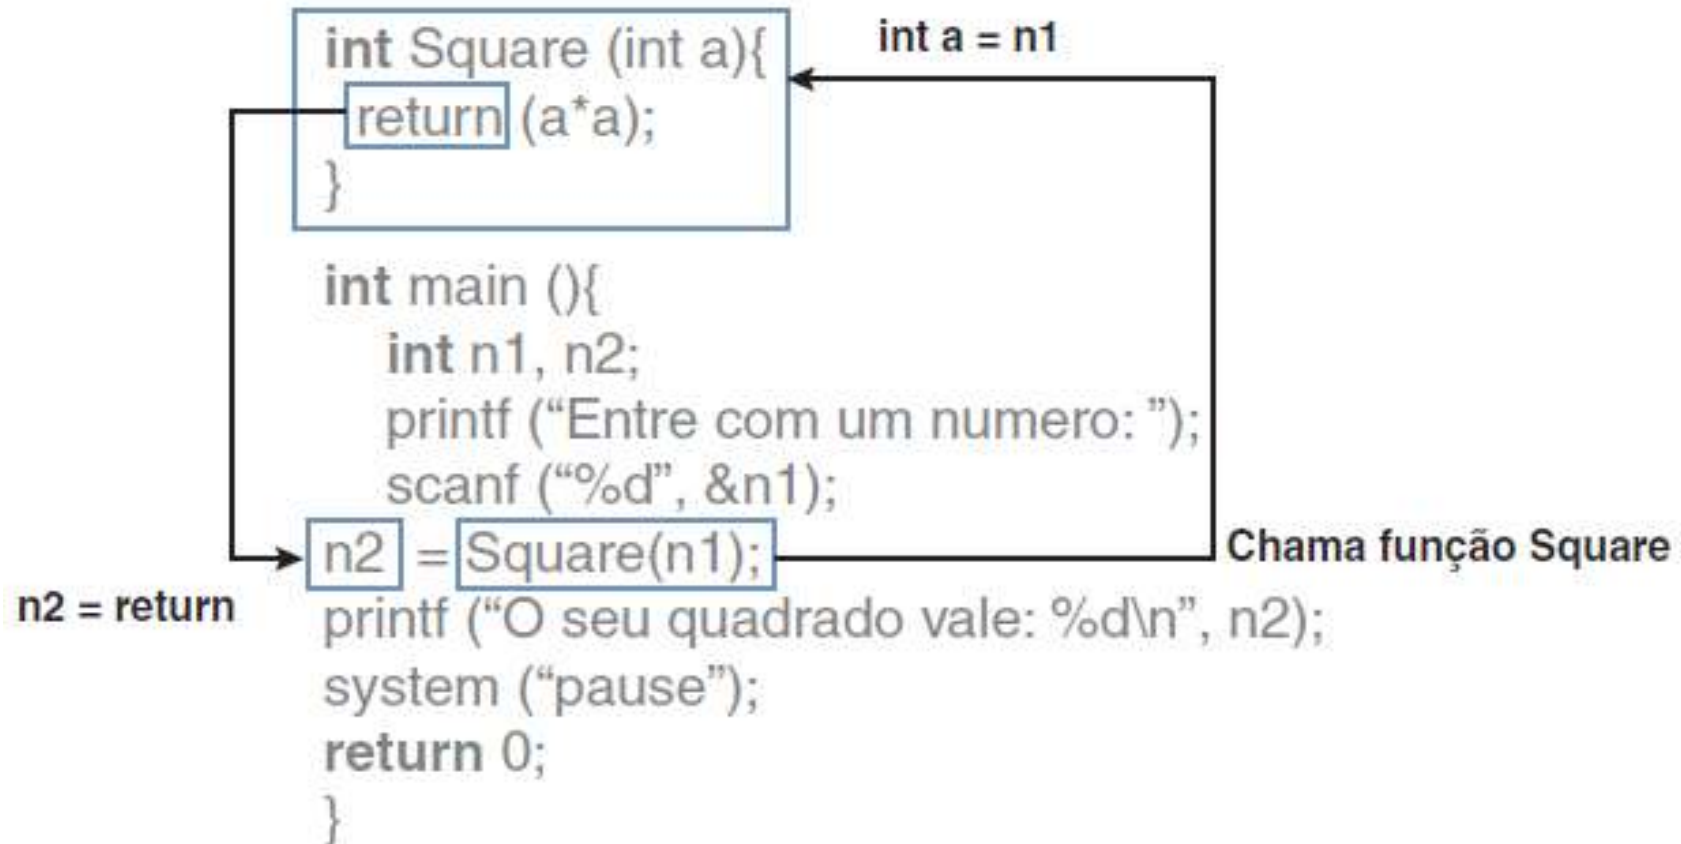 int Square (int a){
int a = n1
return (a*a);
}
int main (){
int n1, n2;
printf (“Entre com um numero: ”);
scanf (“%d”, &n1);
n2 = Square(n1);
Chama função Square
n2 = return
printf (“O seu quadrado vale: %d\n”, n2);
system (“pause”);
return 0;
}